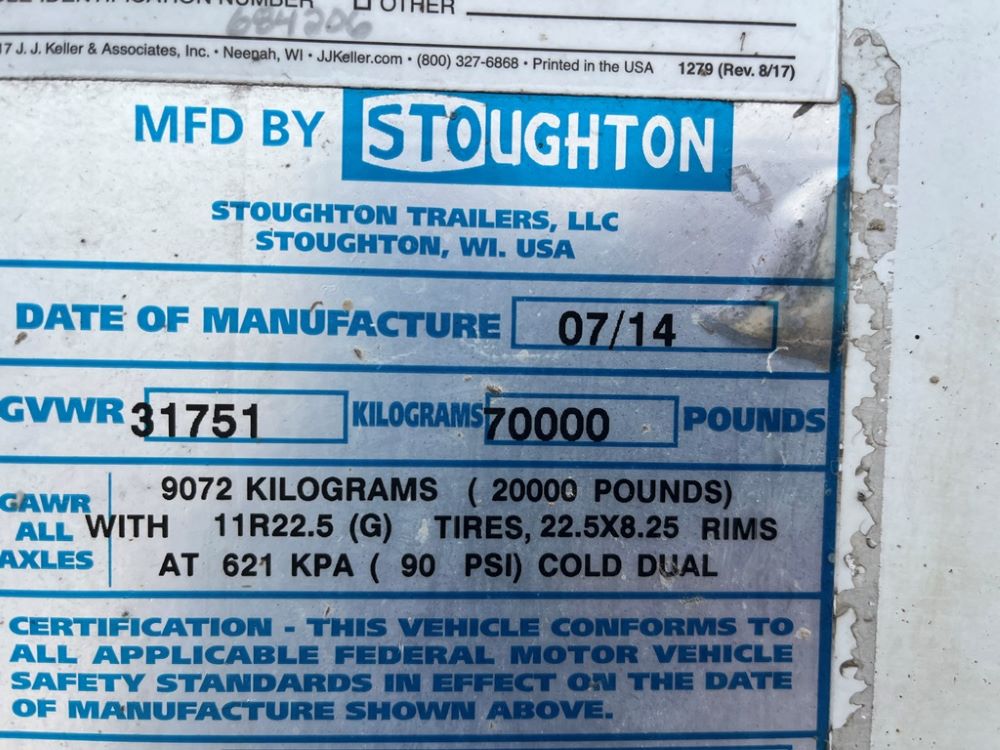 IDENTIFICATION NUMBER OTHER
684206
17 J. J. Keller & Associates, Inc. • Neenah, WI • JJKeller.com • (800) 327-6868 • Printed in the USA 1279 (Rev. 8/17)
MFD BY STOUGHTON
STOUGHTON TRAILERS, LLC
STOUGHTON, WI. USA
DATE OF MANUFACTURE 07/14
GVWR 31751 KILOGRAMS 70000 POUNDS
GAWR ALL AXLES
9072 KILOGRAMS ( 20000 POUNDS)
WITH 11R22.5 (G) TIRES, 22.5X8.25 RIMS
AT 621 KPA ( 90 PSI) COLD DUAL
CERTIFICATION - THIS VEHICLE CONFORMS TO
ALL APPLICABLE FEDERAL MOTOR VEHICLE
SAFETY STANDARDS IN EFFECT ON THE DATE
OF MANUFACTURE SHOWN ABOVE.